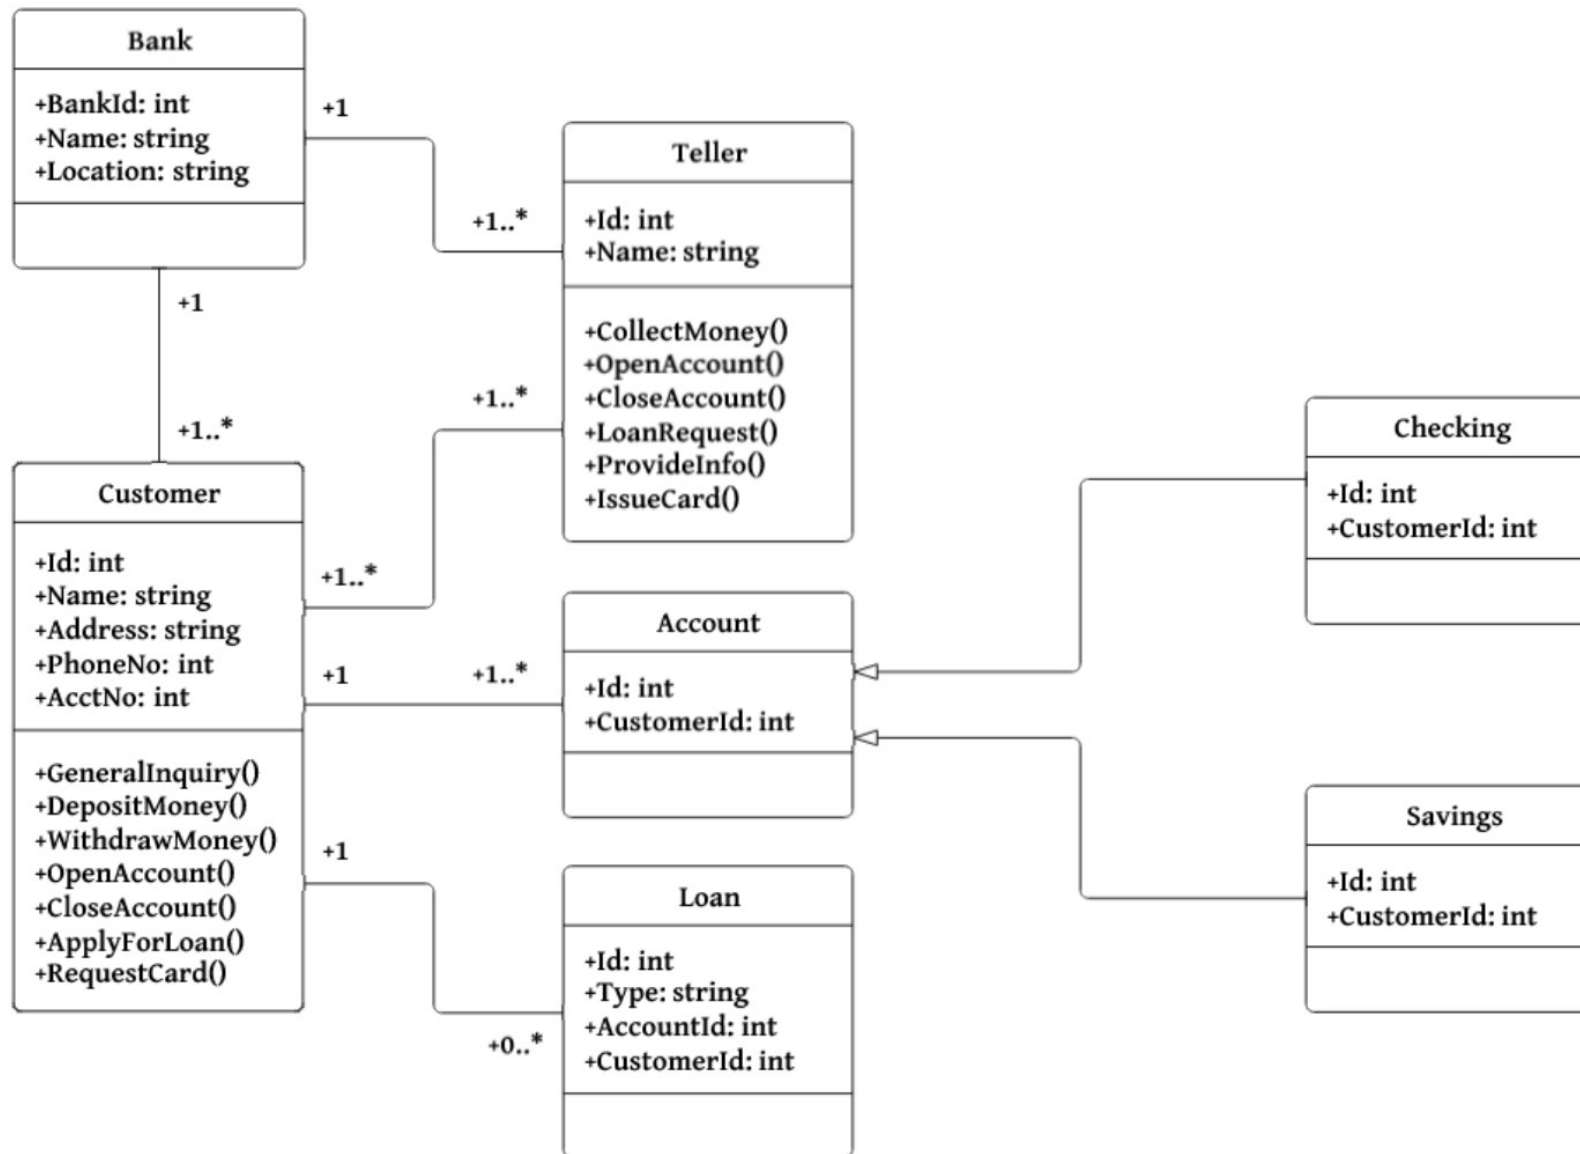 Bank
+BankId: int
+Name: string
+Location: string
+1
+1..*
+1
+1..*
Teller
+Id: int
+Name: string
+CollectMoney()
+OpenAccount()
+CloseAccount()
+LoanRequest()
+ProvideInfo()
+IssueCard()
+1..*
+1..*
Customer
+Id: int
+Name: string
+Address: string
+PhoneNo: int
+AcctNo: int
+GeneralInquiry()
+DepositMoney()
+WithdrawMoney()
+OpenAccount()
+CloseAccount()
+ApplyForLoan()
+RequestCard()
+1
+1..*
Account
+Id: int
+CustomerId: int
+1
+0..*
Loan
+Id: int
+Type: string
+AccountId: int
+CustomerId: int
Checking
+Id: int
+CustomerId: int
Savings
+Id: int
+CustomerId: int